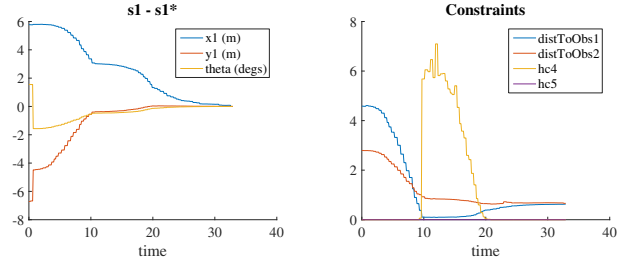 s1 - s1*
x1 (m)
y1 (m)
theta (degs)
6
4
2
0
-2
-4
-6
-8
0
10
20
30
40
time
Constraints
distToObs1
distToObs2
hc4
hc5
8
6
4
2
0
0
10
20
30
40
time